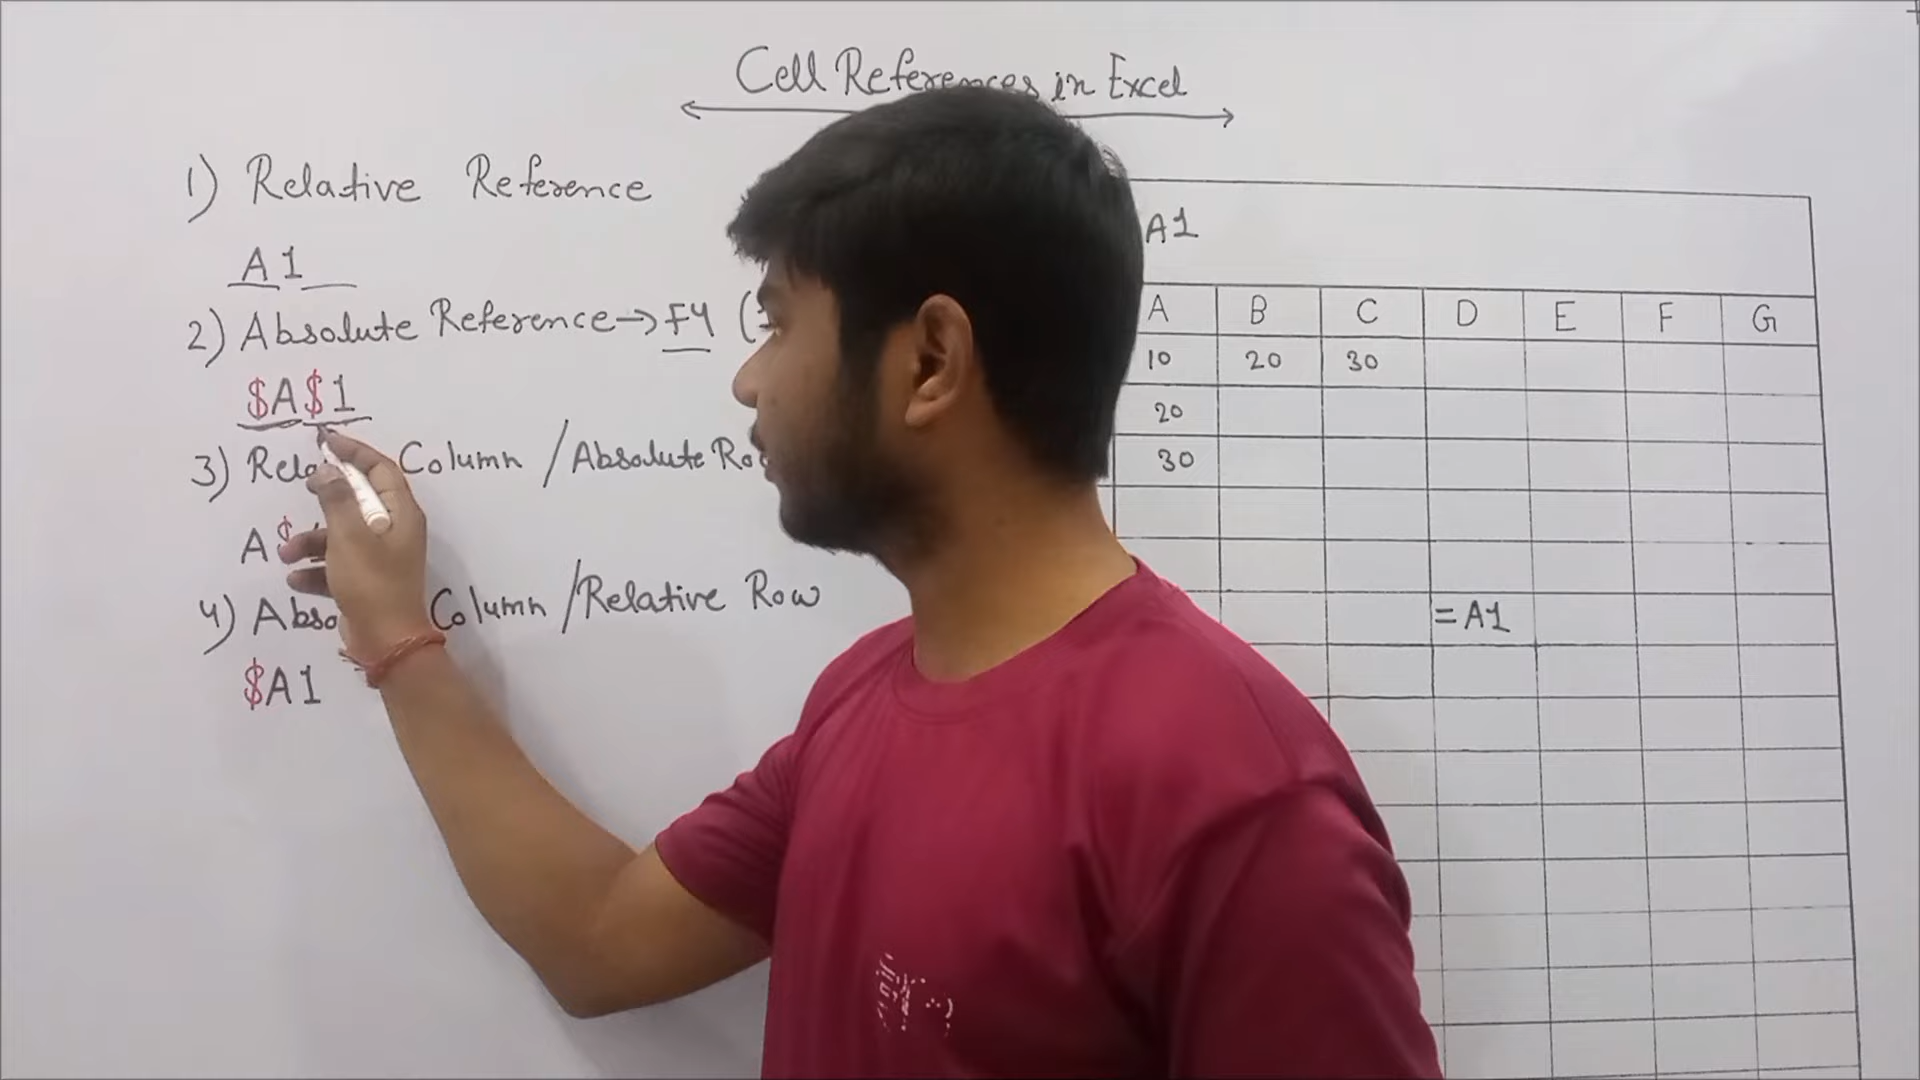 Cell References in Excel
1) Relative Reference
A1
2) Absolute Reference → F4 (
$A$1
3) Column / Absolute
A$
4) Column / Relative Row
$A1
A1
A B C D E F G
10 20 30
20
30
=A1